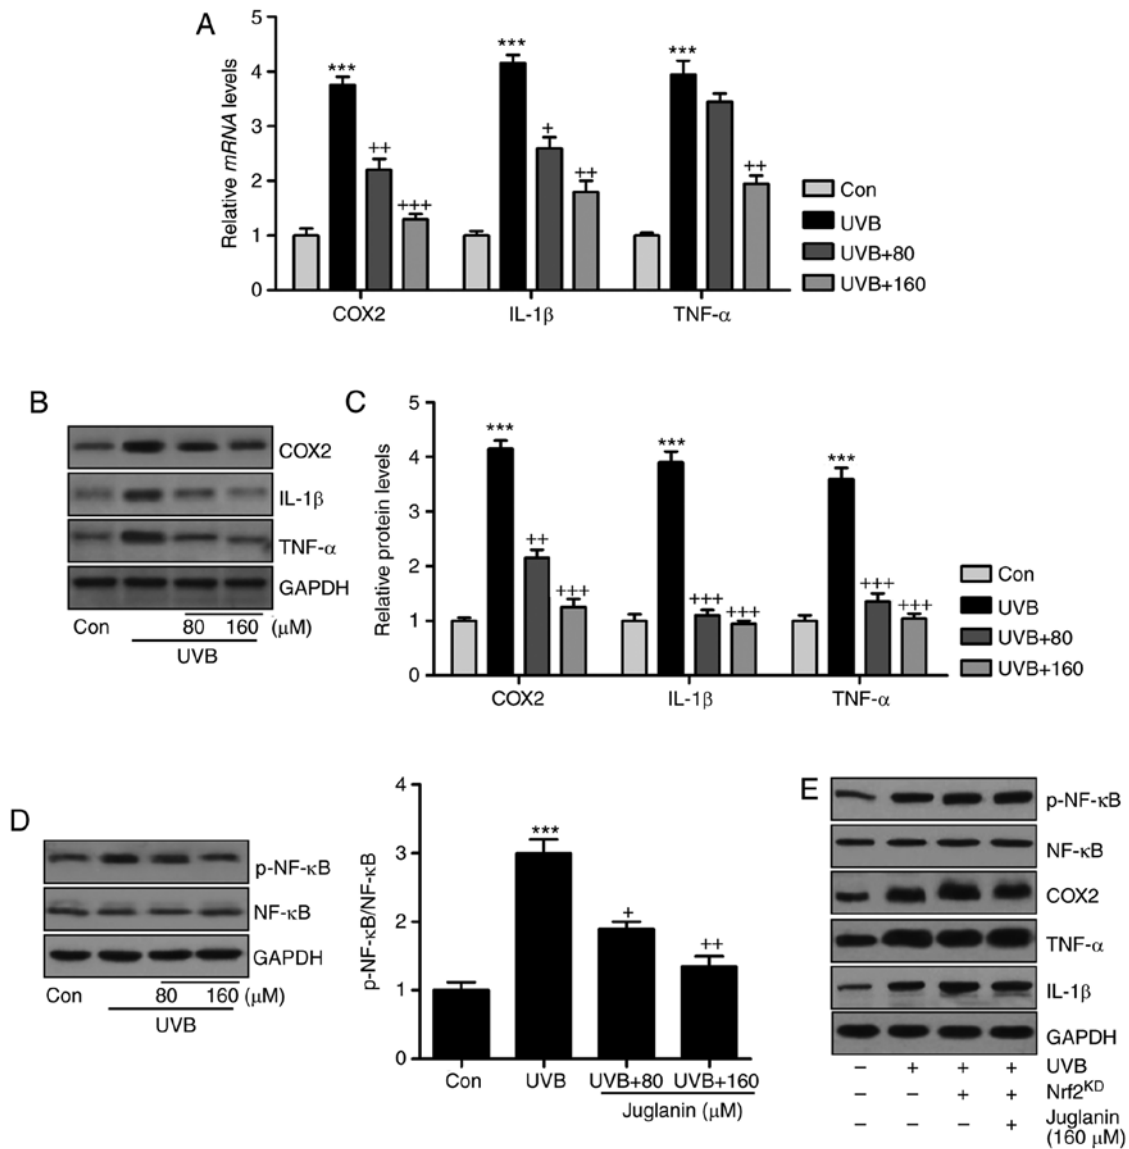 A
Relative mRNA levels
5
4
3
2
1
0
***
++
+++
***
+
++
***
++
COX2
IL-1β
TNF-α
Con
UVB
UVB+80
UVB+160
B
COX2
IL-1β
TNF-α
GAPDH
Con
80
160
(μM)
UVB
C
Relative protein levels
5
4
3
2
1
0
***
++
+++
***
+++
+++
***
+++
+++
COX2
IL-1β
TNF-α
Con
UVB
UVB+80
UVB+160
D
p-NF-κB
NF-κB
GAPDH
Con
80
160
(μM)
UVB
p-NF-κB/NF-κB
4
3
2
1
0
***
+
++
Con
UVB
UVB+80
UVB+160
Juglanin (μM)
E
p-NF-κB
NF-κB
COX2
TNF-α
IL-1β
GAPDH
– + + + UVB
– – + + Nrf2KD
– – – + Juglanin
(160 μM)